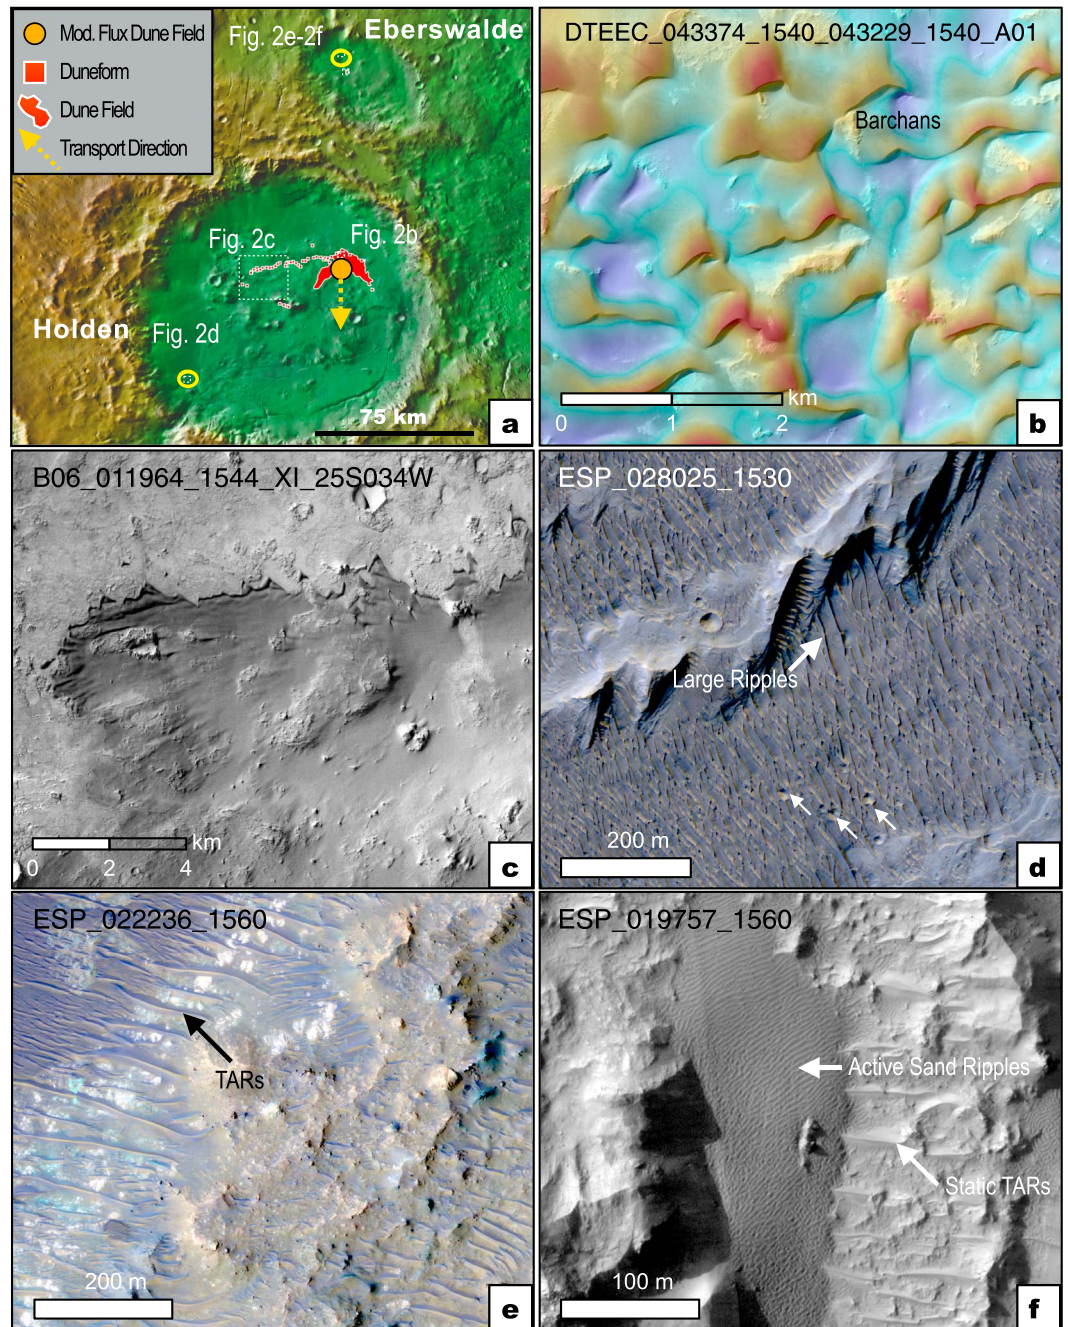 Mod. Flux Dune Field
Duneform
Dune Field
Transport Direction
Fig. 2e-2f
Eberswalde
Fig. 2c
Fig. 2b
Holden
Fig. 2d
75 km
a
DTEEC_043374_1540_043229_1540_A01
Barchans
km
0 1 2
b
B06_011964_1544_XI_25S034W
km
0 2 4
c
ESP_028025_1530
Large Ripples
200 m
d
ESP_022236_1560
TARs
200 m
e
ESP_019757_1560
Active Sand Ripples
Static TARs
100 m
f